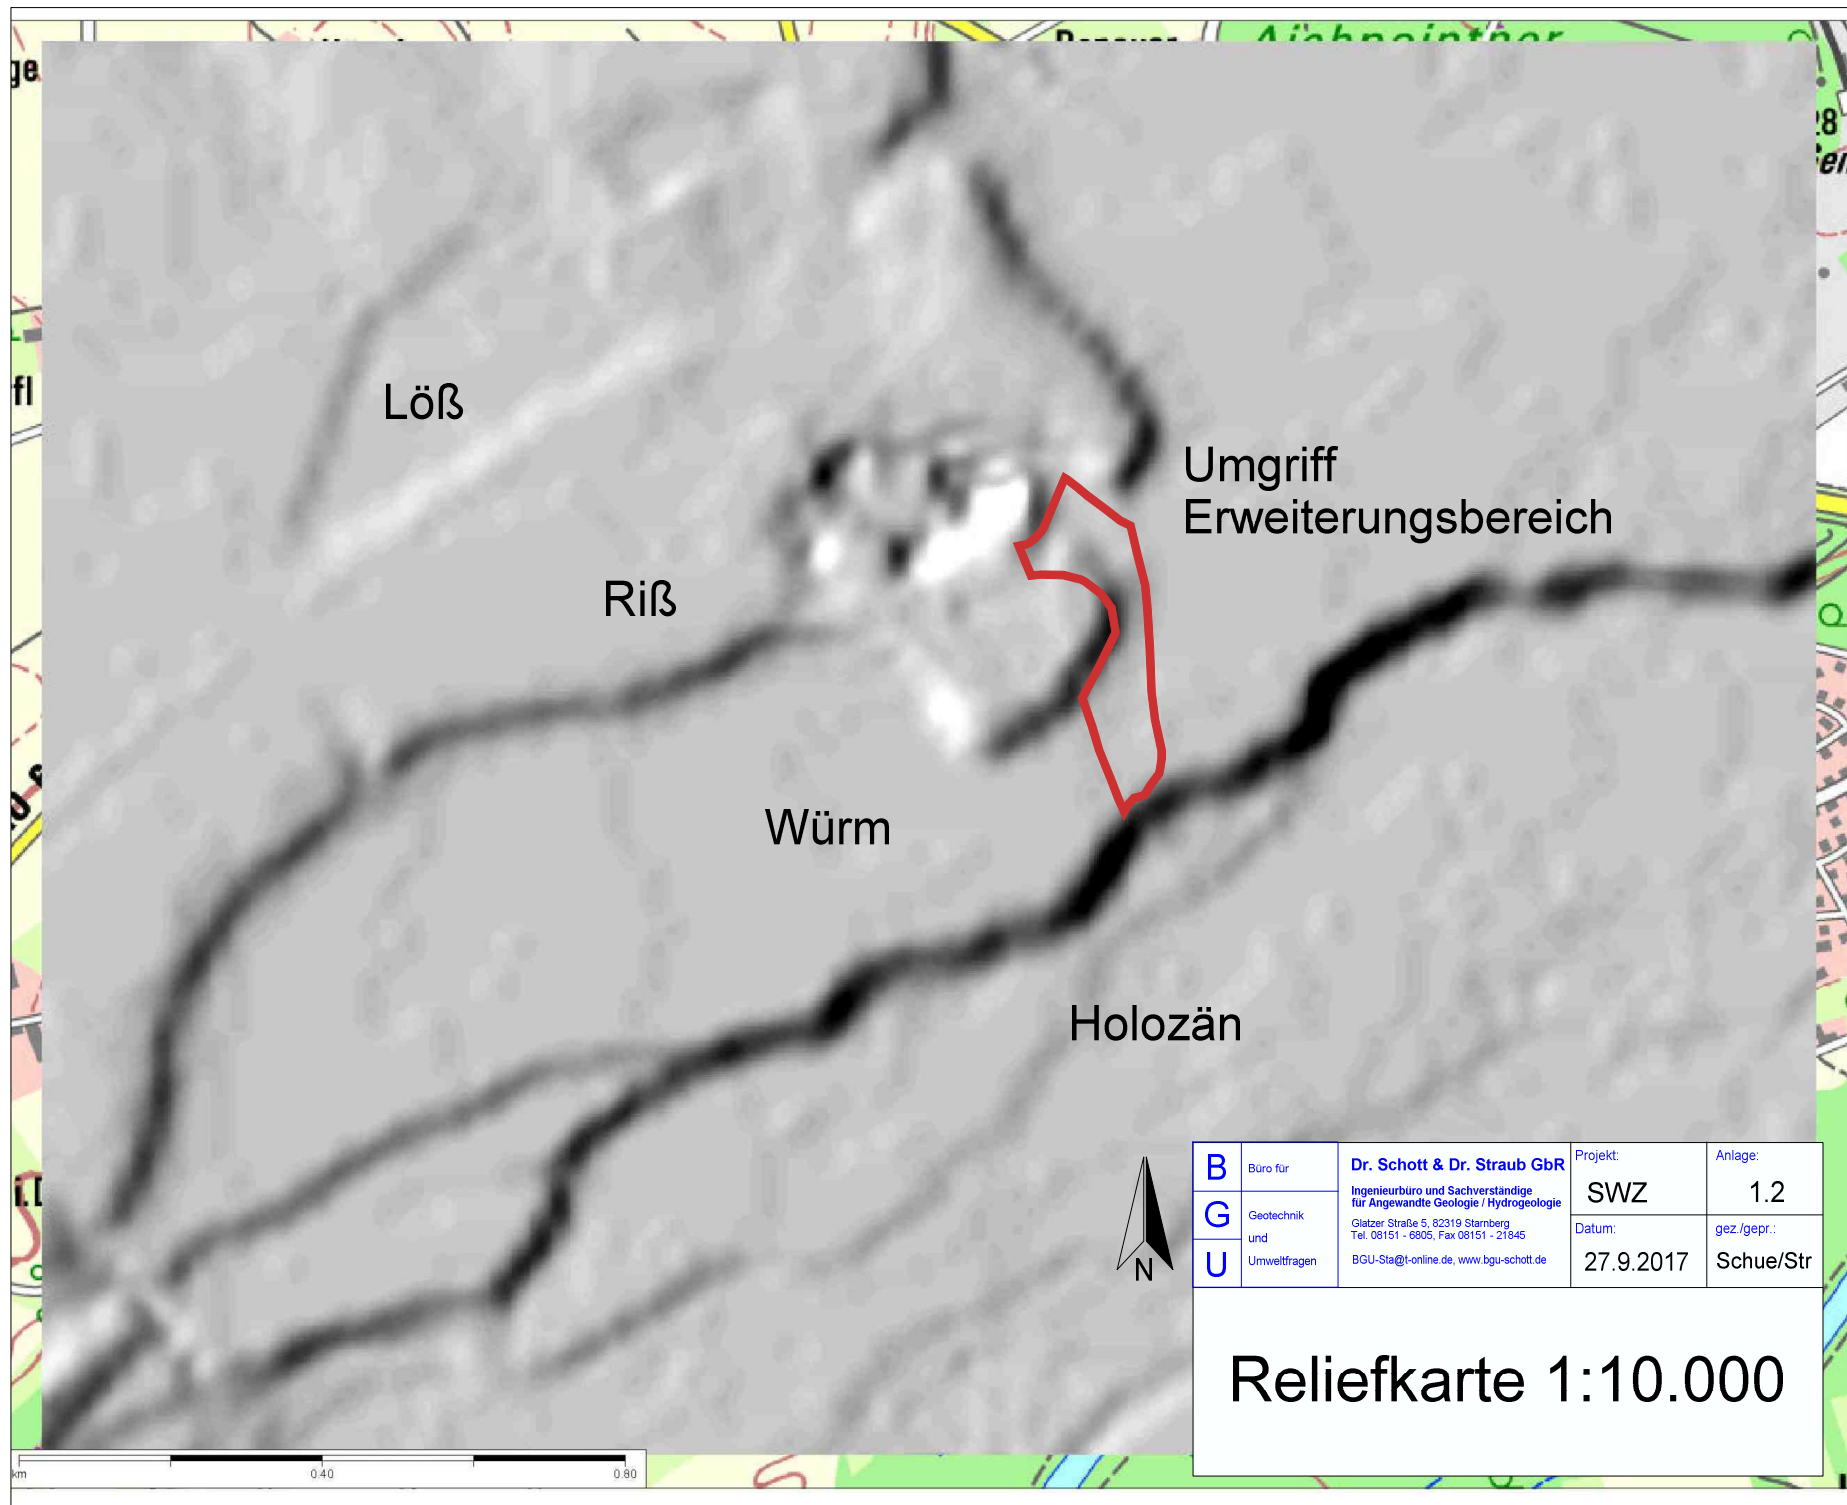 ge
Löß
fl
Umgriff
Erweiterungsbereich
Riß
Würm
Holozän
N
km
0.40
0.80
B
Büro für
G
Geotechnik
und
U
Umweltfragen
Dr. Schott & Dr. Straub GbR
Ingenieurbüro und Sachverständige
für Angewandte Geologie / Hydrogeologie
Glatzer Straße 5, 82319 Starnberg
Tel. 08151 - 6805, Fax 08151 - 21845
BGU-Sta@t-online.de, www.bgu-schott.de
Projekt:
SWZ
Anlage:
1.2
Datum:
27.9.2017
gez./gepr.:
Schue/Str
Reliefkarte 1:10.000